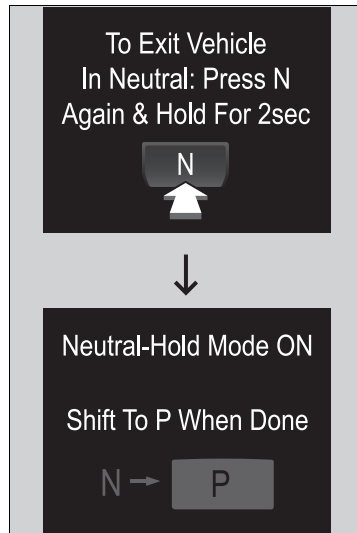 To Exit Vehicle
In Neutral: Press N
Again & Hold For 2sec
N
Neutral-Hold Mode ON
Shift To P When Done
N P